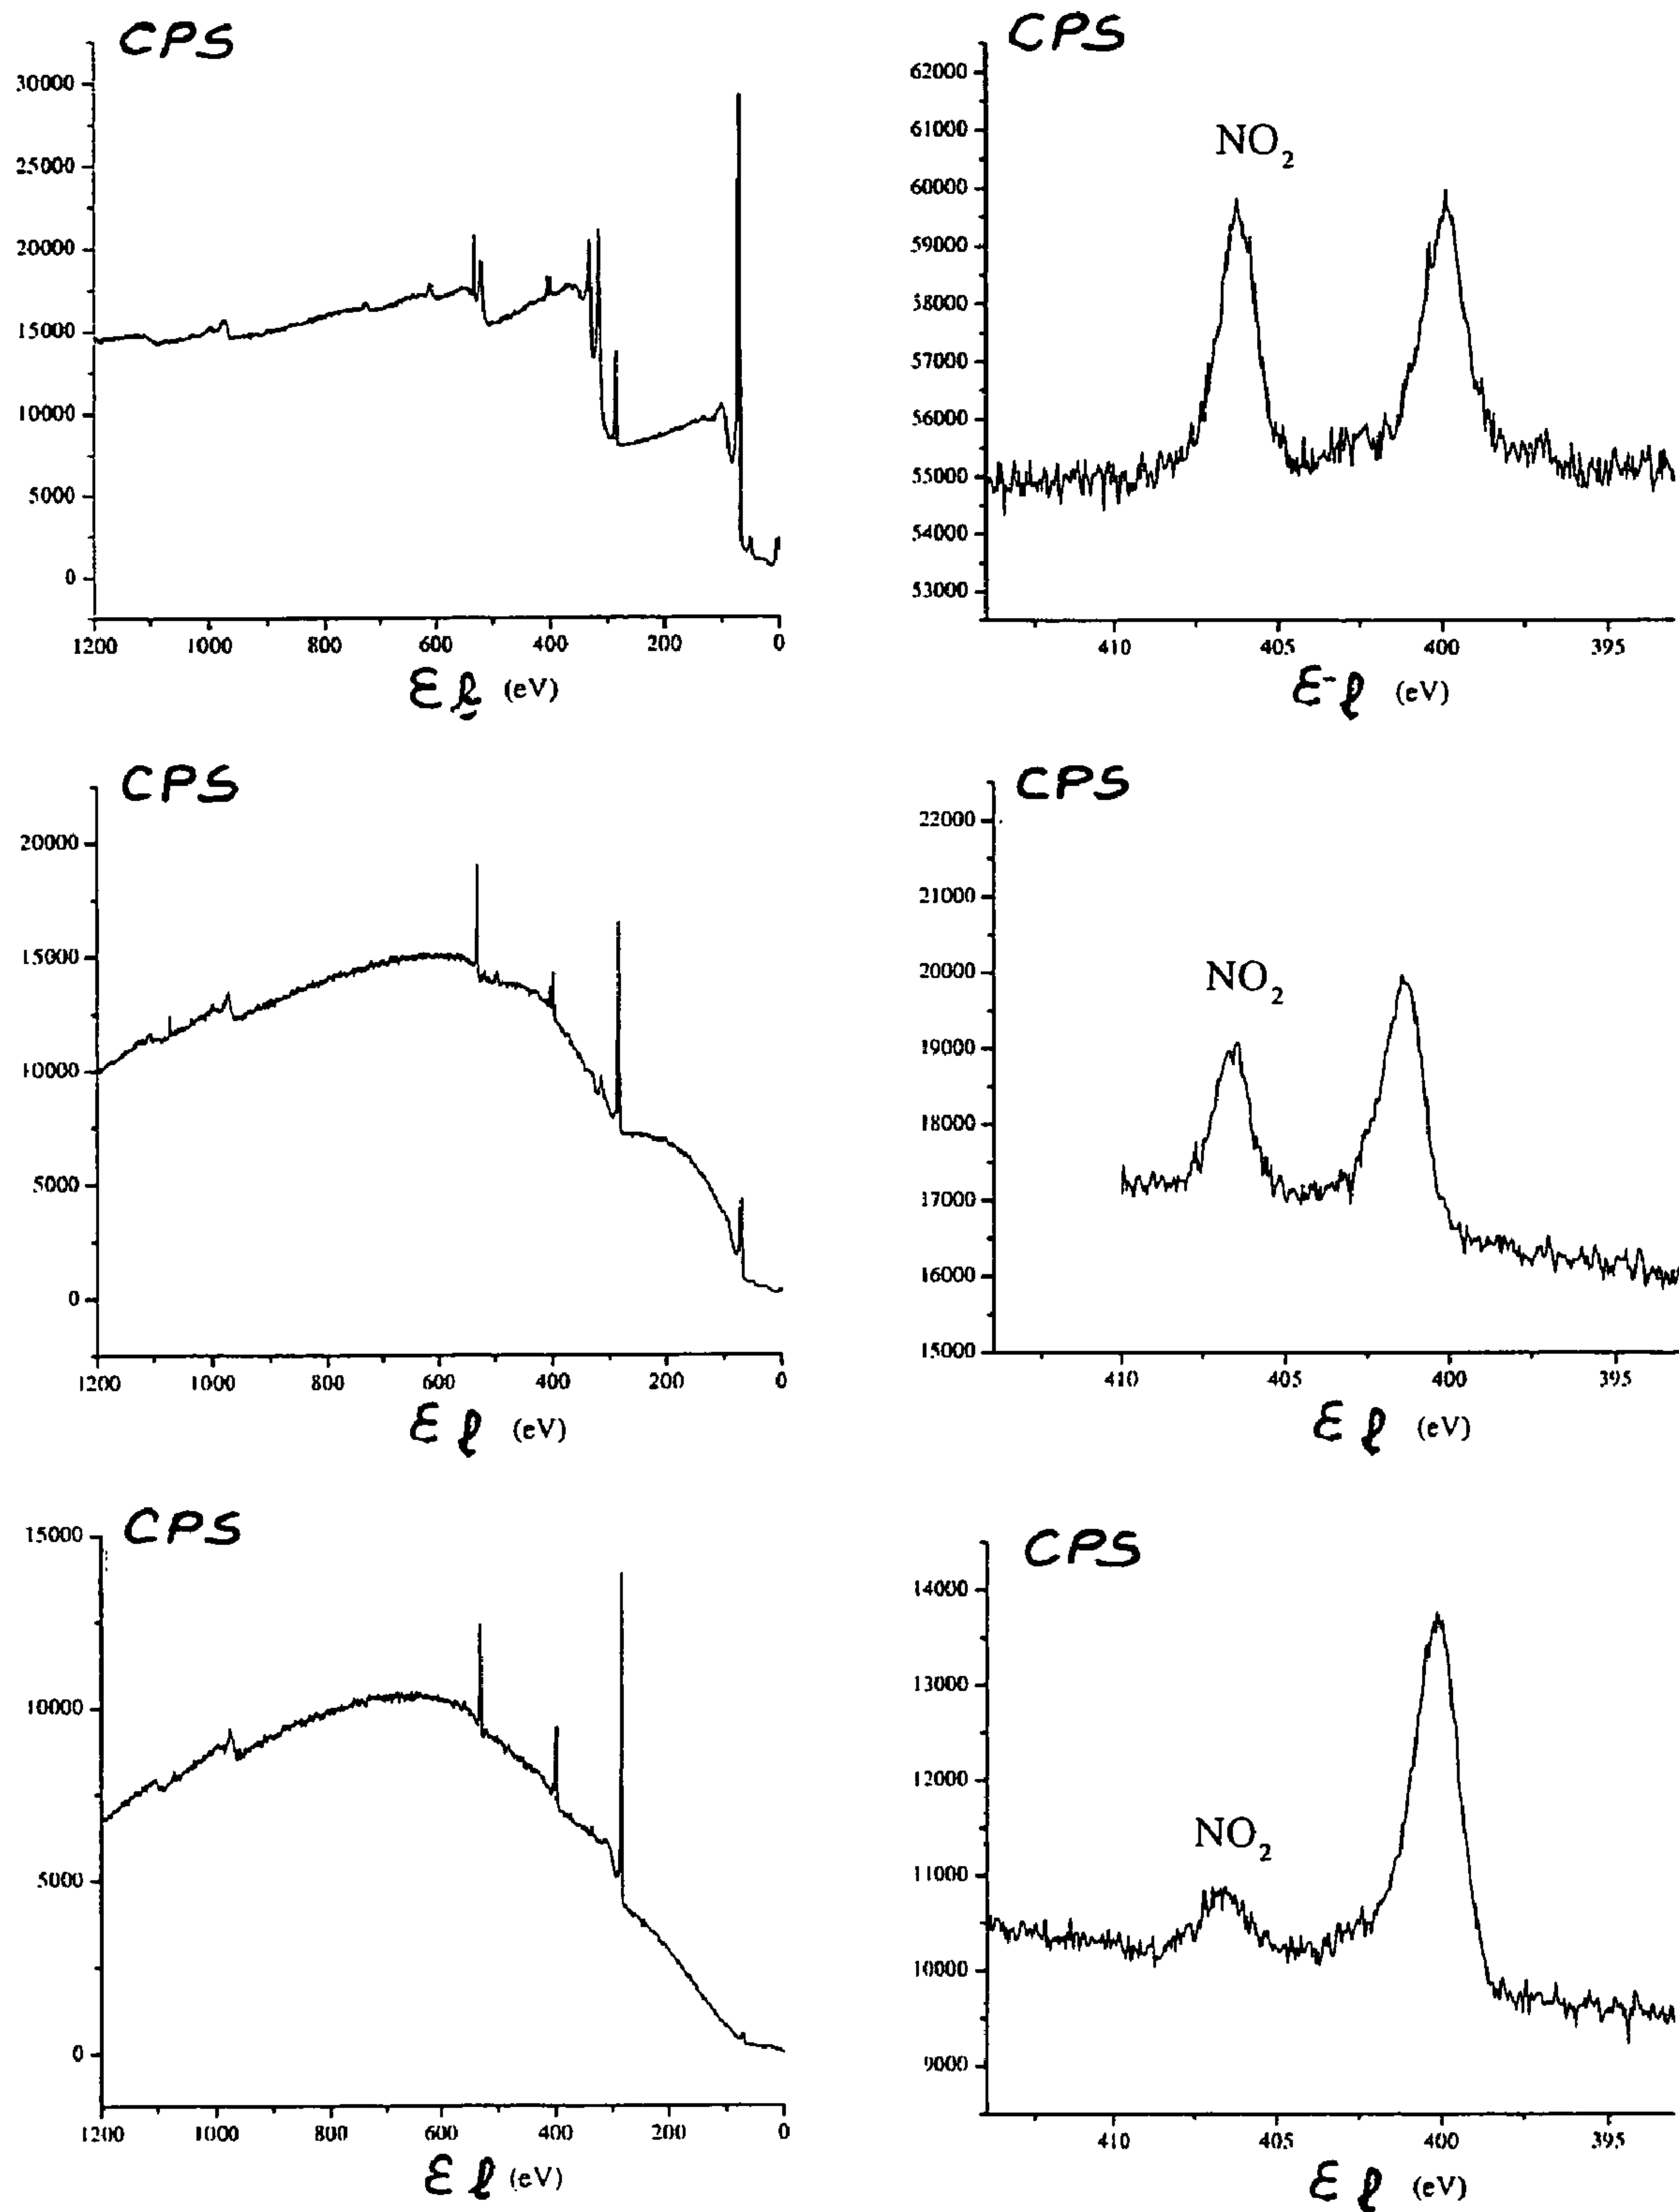 CPS
30000
25000
20000
15000
10000
5000
0
1200 1000 800 600 400 200 0
El (eV)
CPS
62000
61000
60000
59000
58000
57000
56000
55000
54000
53000
NO2
410 405 400 395
E-l (eV)
CPS
20000
15000
10000
5000
0
1200 1000 800 600 400 200 0
El (eV)
CPS
22000
21000
20000
19000
18000
17000
16000
15000
NO2
410 405 400 395
El (eV)
CPS
15000
10000
5000
0
1200 1000 800 600 400 200 0
El (eV)
CPS
14000
13000
12000
11000
10000
9000
NO2
410 405 400 395
El (eV)